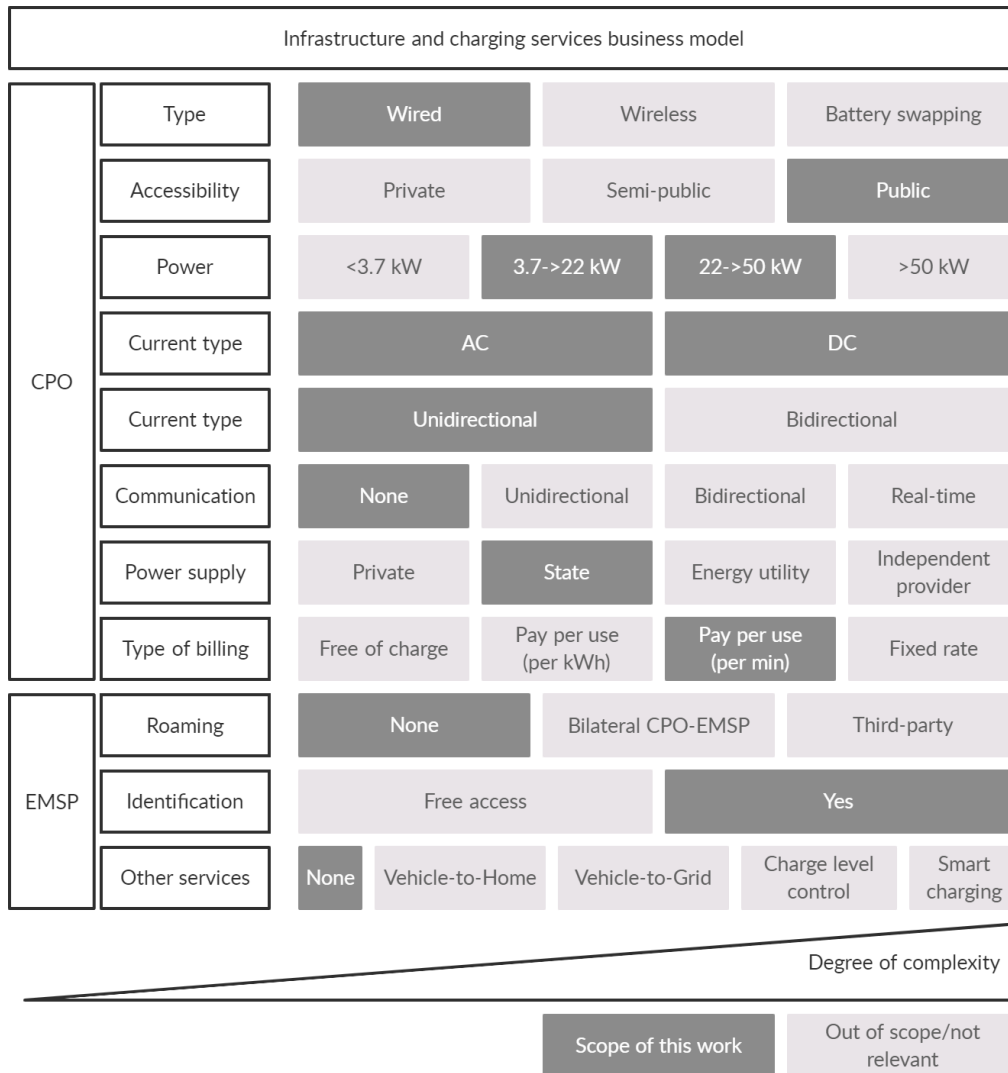 Infrastructure and charging services business model
CPO
Type
Wired
Wireless
Battery swapping
Accessibility
Private
Semi-public
Public
Power
<3.7 kW
3.7->22 kW
22->50 kW
>50 kW
Current type
AC
DC
Current type
Unidirectional
Bidirectional
Communication
None
Unidirectional
Bidirectional
Real-time
Power supply
Private
State
Energy utility
Independent
provider
Type of billing
Free of charge
Pay per use
(per kWh)
Pay per use
(per min)
Fixed rate
EMSP
Roaming
None
Bilateral CPO-EMSP
Third-party
Identification
Free access
Yes
Other services
None
Vehicle-to-Home
Vehicle-to-Grid
Charge level
control
Smart
charging
Degree of complexity
Scope of this work
Out of scope/not
relevant